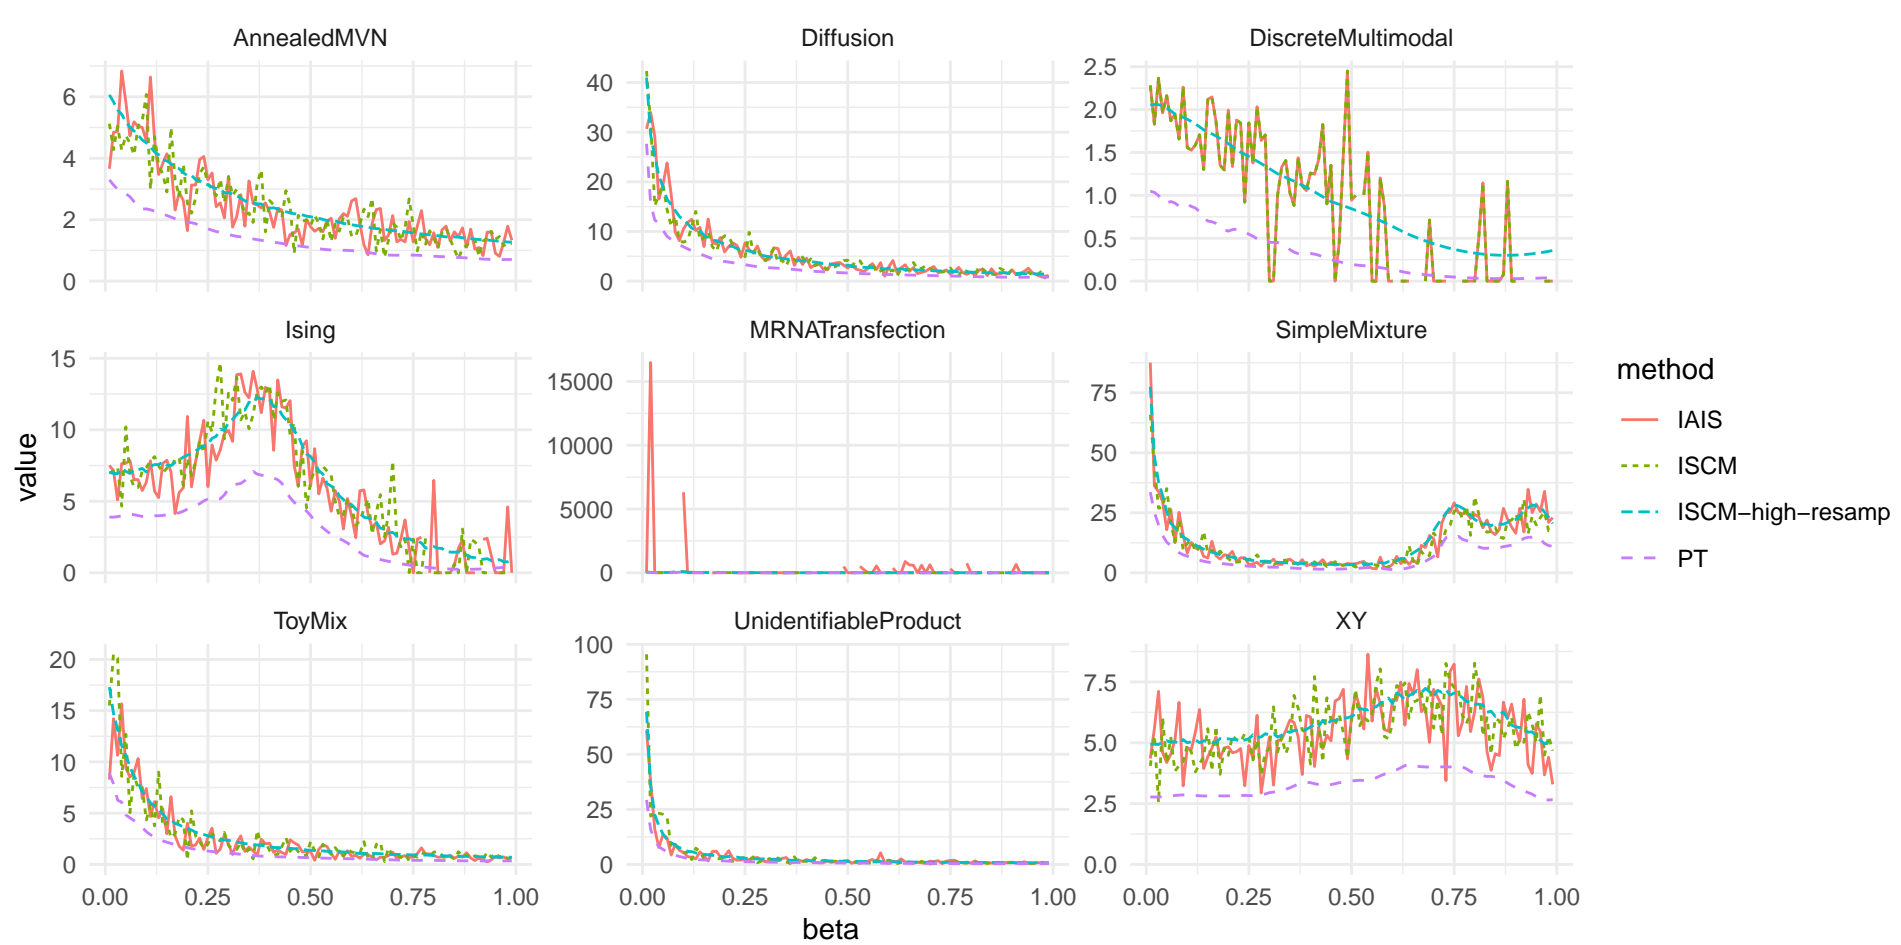 AnnealedMVN
Diffusion
DiscreteMultimodal
6
4
2
0
40
30
20
10
0
2.5
2.0
1.5
1.0
0.5
0.0
Ising
MRNATransfection
SimpleMixture
15
10
5
0
15000
10000
5000
0
75
50
25
0
ToyMix
UnidentifiableProduct
XY
20
15
10
5
0
100
75
50
25
0
7.5
5.0
2.5
0.0
0.00 0.25 0.50 0.75 1.00
0.00 0.25 0.50 0.75 1.00
0.00 0.25 0.50 0.75 1.00
beta
value
method
IAIS
ISCM
ISCM−high−resamp
PT